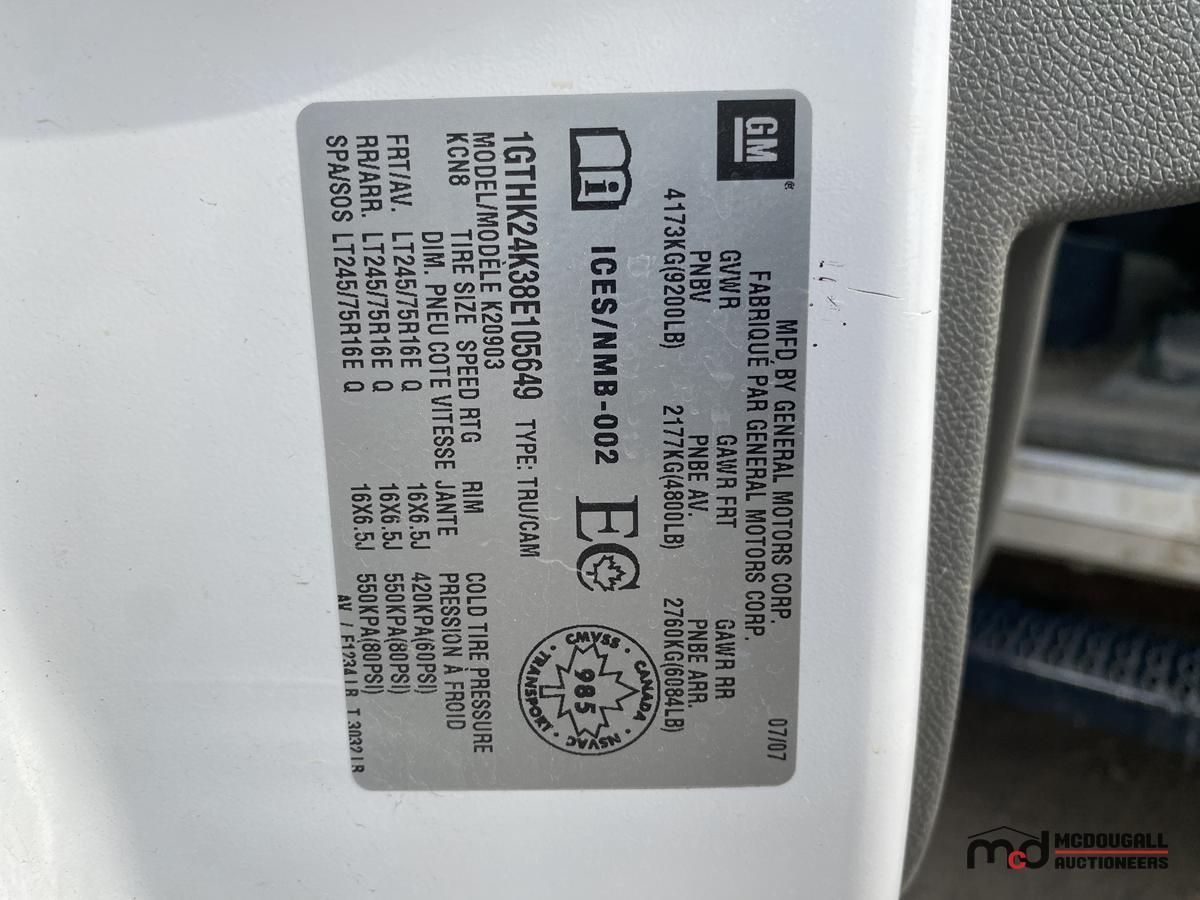 GM
MFD BY GENERAL MOTORS CORP.
FABRIQUÉ PAR GENERAL MOTORS CORP.
07/07
GVWR GAWR FRT GAWR RR
PNBV PNBE AV. PNBE ARR.
4173KG(9200LB) 2177KG(4800LB) 2760KG(6084LB)
i ICES/NMB-002 EC
CANADA · NSVAC · TRANSPORT · CMVSS ·
985
1GTHK24K38E105649 TYPE: TRU/CAM
MODEL/MODÈLE K20903
KCN8 TIRE SIZE SPEED RTG RIM COLD TIRE PRESSURE
DIM. PNEU COTE VITESSE JANTE PRESSION À FROID
FRT/AV. LT245/75R16E Q 16X6.5J 420KPA(60PSI)
RR/ARR. LT245/75R16E Q 16X6.5J 550KPA(80PSI)
SPA/SOS LT245/75R16E Q 16X6.5J 550KPA(80PSI)
mcd MCDOUGALL
AUCTIONEERS